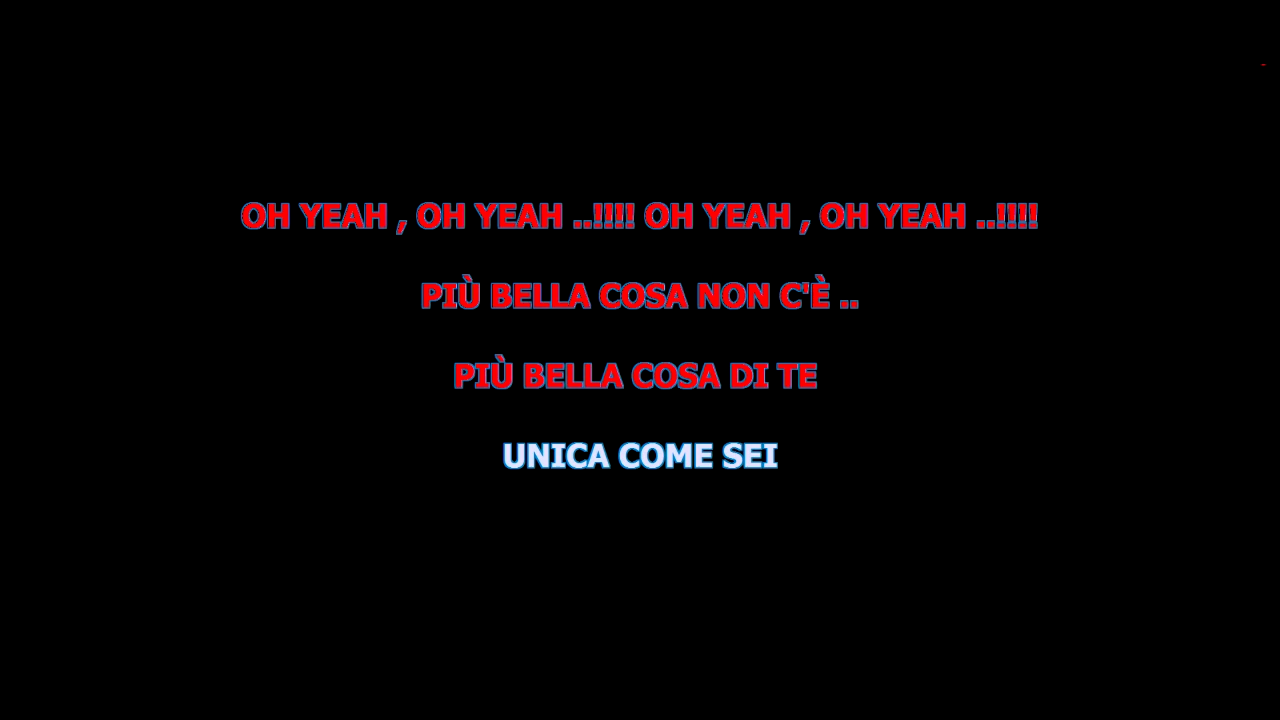 OH YEAH , OH YEAH ..!!!! OH YEAH , OH YEAH ..!!!!
PIÙ BELLA COSA NON C'È ..
PIÙ BELLA COSA DI TE
UNICA COME SEI